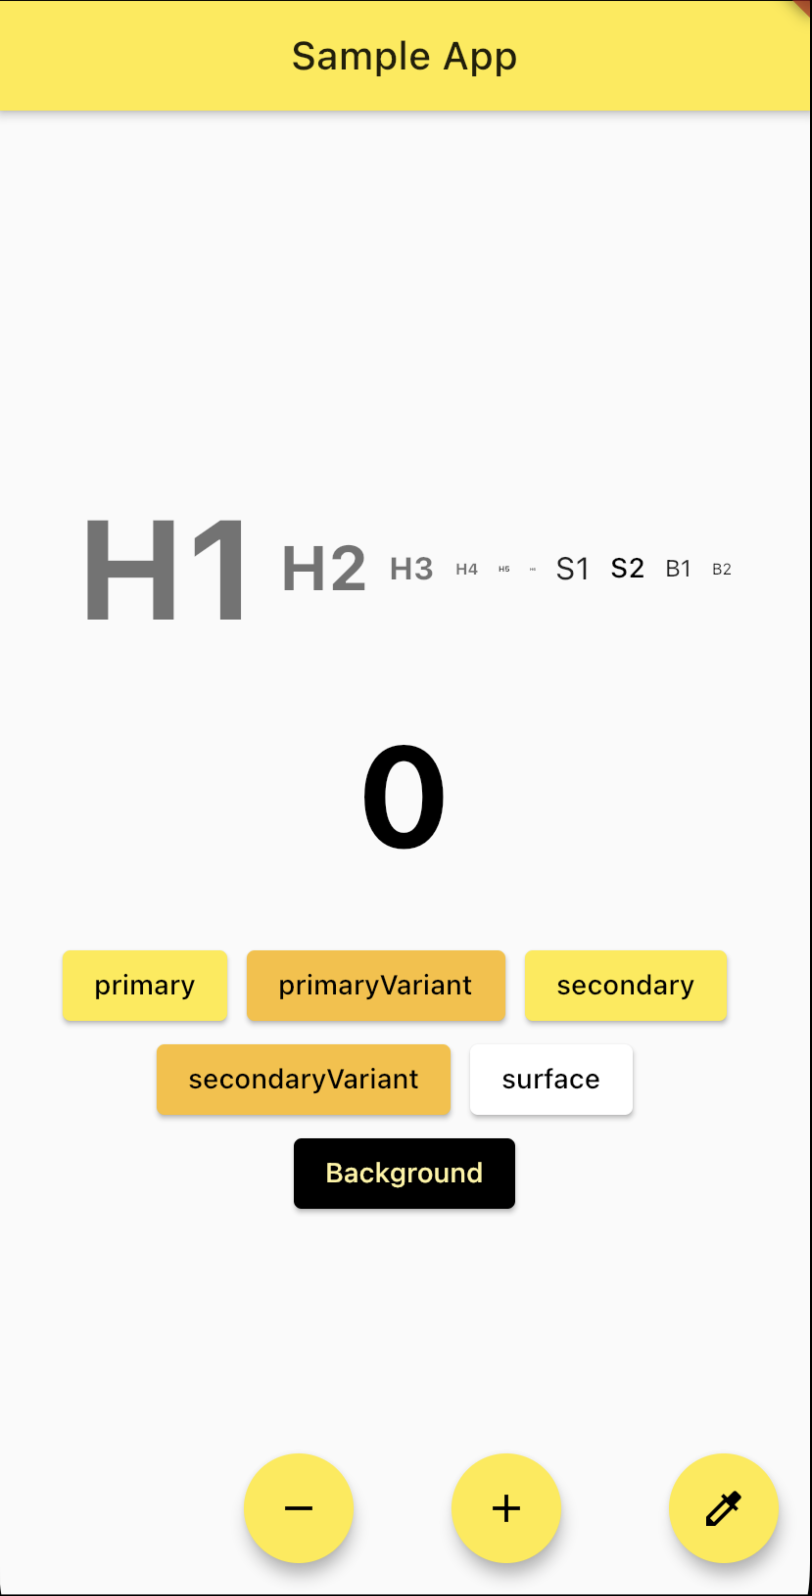 Sample App
H1 H2 H3 H4 H5 S1 S2 B1 B2
0
primary primaryVariant secondary
secondaryVariant surface
Background